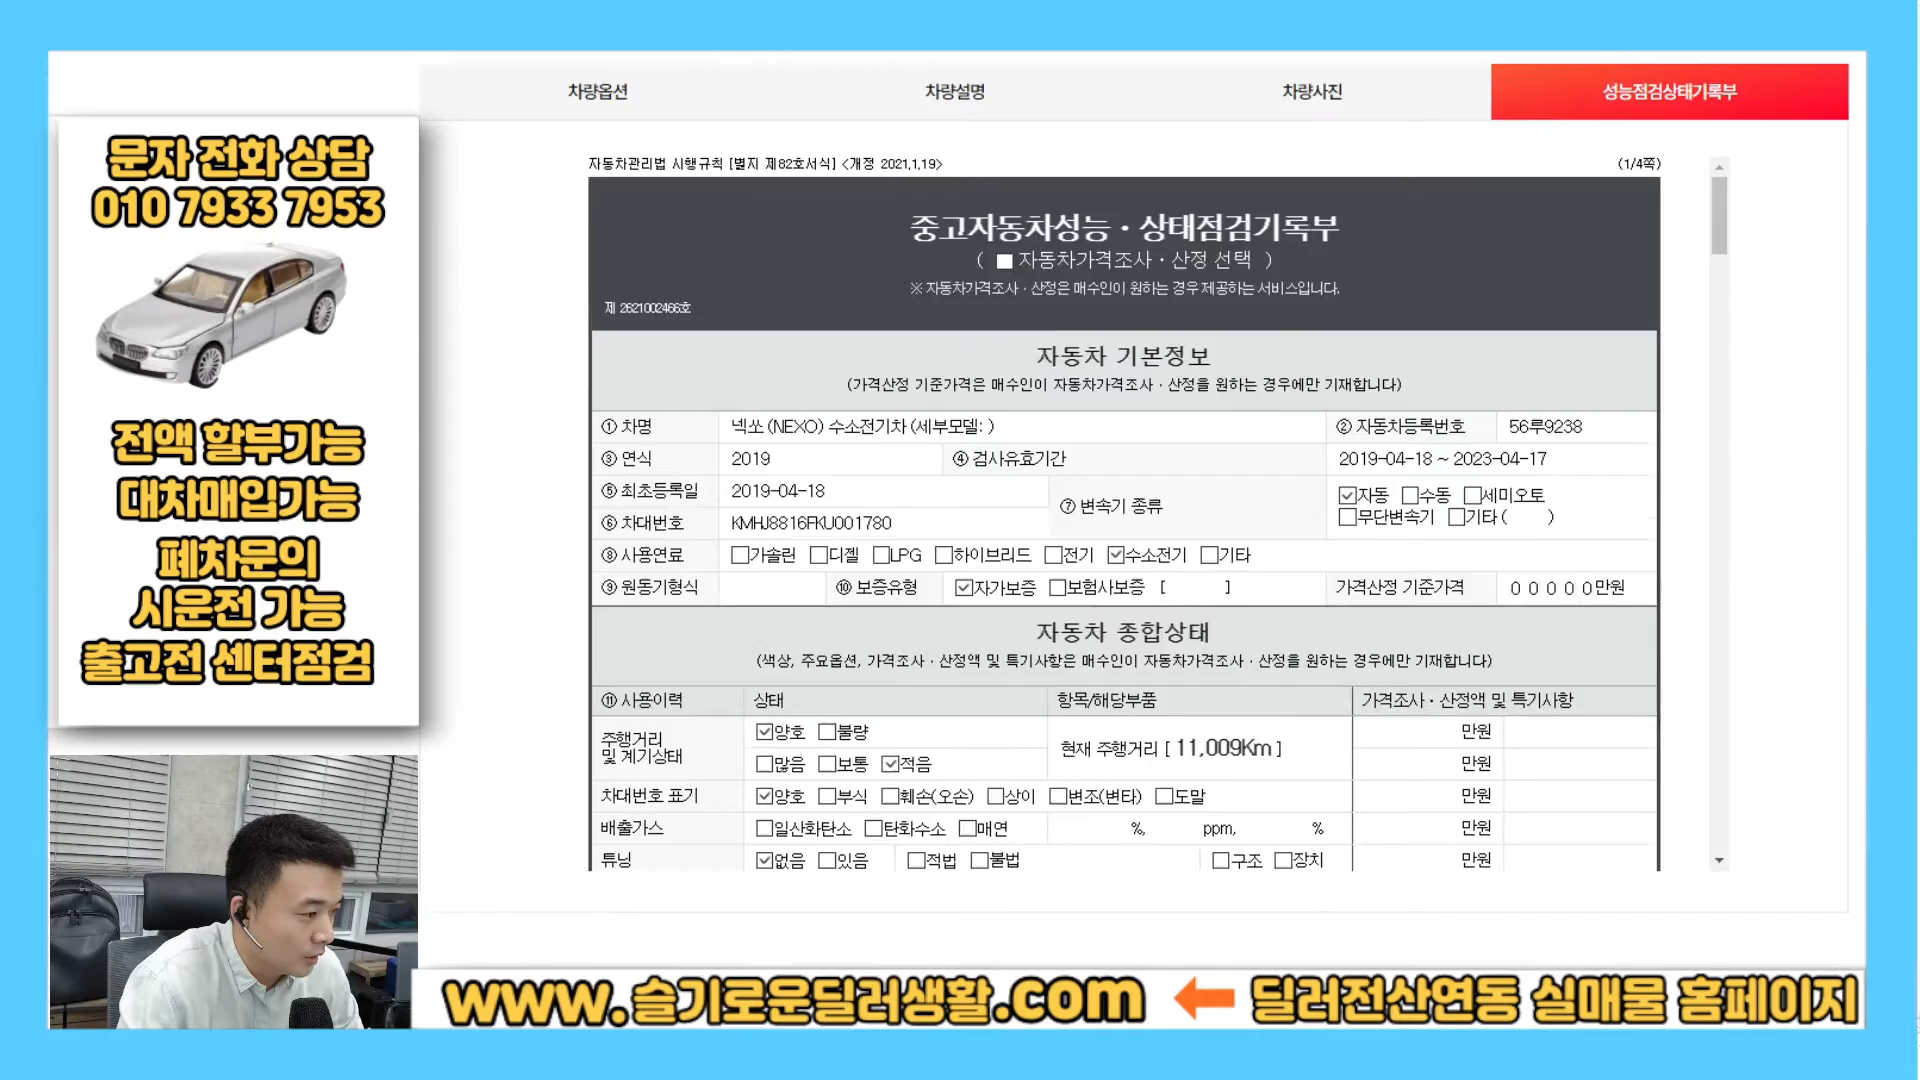 차량옵션 차량설명 차량사진 성능점검상태기록부
문자 전화 상담
010 7933 7953
전액 할부가능
대차매입가능
폐차문의
시운전 가능
출고전 센터점검
자동차관리법 시행규칙 [별지 제82호서식] <개정 2021.1.19> (1/4쪽)
중고자동차성능·상태점검기록부
( ■ 자동차가격조사·산정 선택 )
※ 자동차가격조사·산정은 매수인이 원하는 경우 제공하는 서비스입니다.
제 2621002466호
자동차 기본정보
(가격산정 기준가격은 매수인이 자동차가격조사·산정을 원하는 경우에만 기재합니다)
① 차명 넥쏘 (NEXO) 수소전기차 (세부모델: ) ② 자동차등록번호 56루9238
③ 연식 2019 ④ 검사유효기간 2019-04-18 ~ 2023-04-17
⑤ 최초등록일 2019-04-18 ⑦ 변속기 종류 ☑자동 ☐수동 ☐세미오토
⑥ 차대번호 KMHJ8816FKU001780 ☐무단변속기 ☐기타 ( )
⑧ 사용연료 ☐가솔린 ☐디젤 ☐LPG ☐하이브리드 ☐전기 ☑수소전기 ☐기타
⑨ 원동기형식 ⑩ 보증유형 ☑자가보증 ☐보험사보증 [ ] 가격산정 기준가격 0 0 0 0 0만원
자동차 종합상태
(색상, 주요옵션, 가격조사·산정액 및 특기사항은 매수인이 자동차가격조사·산정을 원하는 경우에만 기재합니다)
⑪ 사용이력 상태 항목/해당부품 가격조사·산정액 및 특기사항
주행거리 및 계기상태 ☑양호 ☐불량 현재 주행거리 [ 11,009Km ] 만원
☐많음 ☐보통 ☑적음 만원
차대번호 표기 ☑양호 ☐부식 ☐훼손(오손) ☐상이 ☐변조(변타) ☐도말 만원
배출가스 ☐일산화탄소 ☐탄화수소 ☐매연 %, ppm, % 만원
튜닝 ☑없음 ☐있음 ☐적법 ☐불법 ☐구조 ☐장치 만원
www.슬기로운딜러생활.com ← 딜러전산연동 실매물 홈페이지